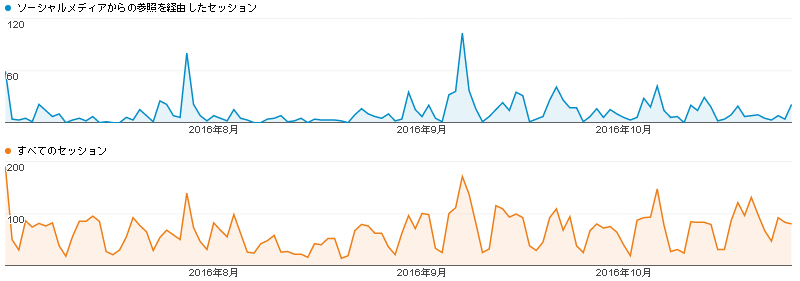 ソーシャルメディアからの参照を経由したセッション
120
60
2016年8月 2016年9月 2016年10月
すべてのセッション
200
100
2016年8月 2016年9月 2016年10月